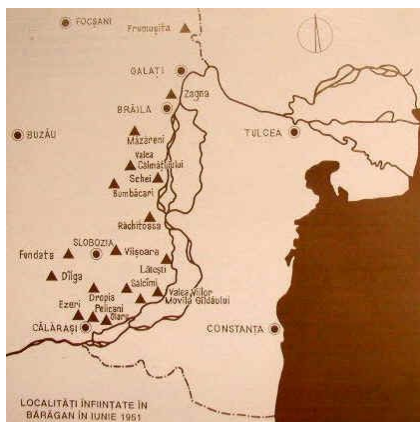 FOCȘANI
Frumușița
GALAȚI
Zagna
BRĂILA
BUZĂU
Măzăreni
TULCEA
Valea
Călmățuiului
Schei
Bumbăcari
Răchitoasa
SLOBOZIA
Fundata
Viișoara
Lătești
Dîlga
Salcîmi
Dropia
Valea Viilor
Movila Gîldăului
Ezeri
Pelicani
Olaru
CĂLĂRAȘI
CONSTANȚA
LOCALITĂȚI ÎNFIINȚATE ÎN
BĂRĂGAN ÎN IUNIE 1951